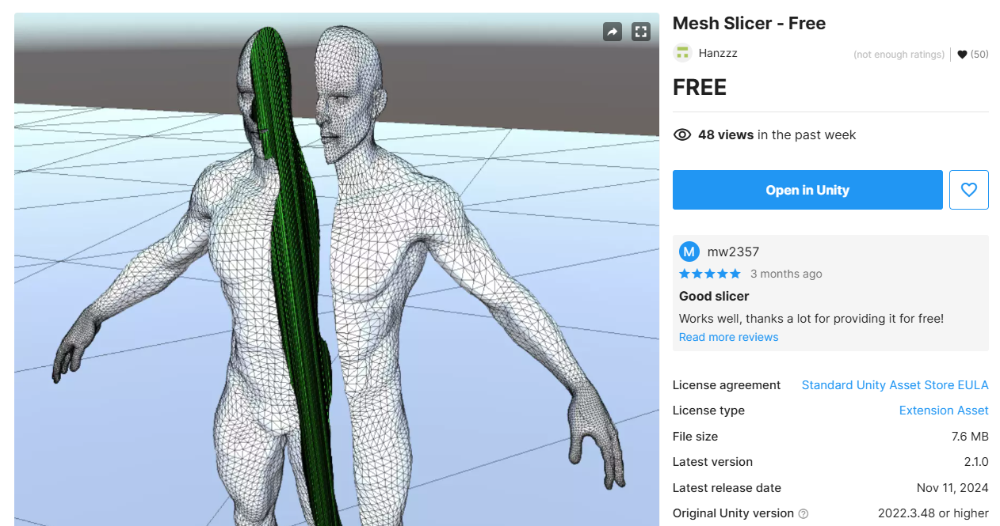 Mesh Slicer - Free
Hanzzz
(not enough ratings)
(50)
FREE
48 views in the past week
Open in Unity
M
mw2357
3 months ago
Good slicer
Works well, thanks a lot for providing it for free!
Read more reviews
License agreement
Standard Unity Asset Store EULA
License type
Extension Asset
File size
7.6 MB
Latest version
2.1.0
Latest release date
Nov 11, 2024
Original Unity version
2022.3.48 or higher